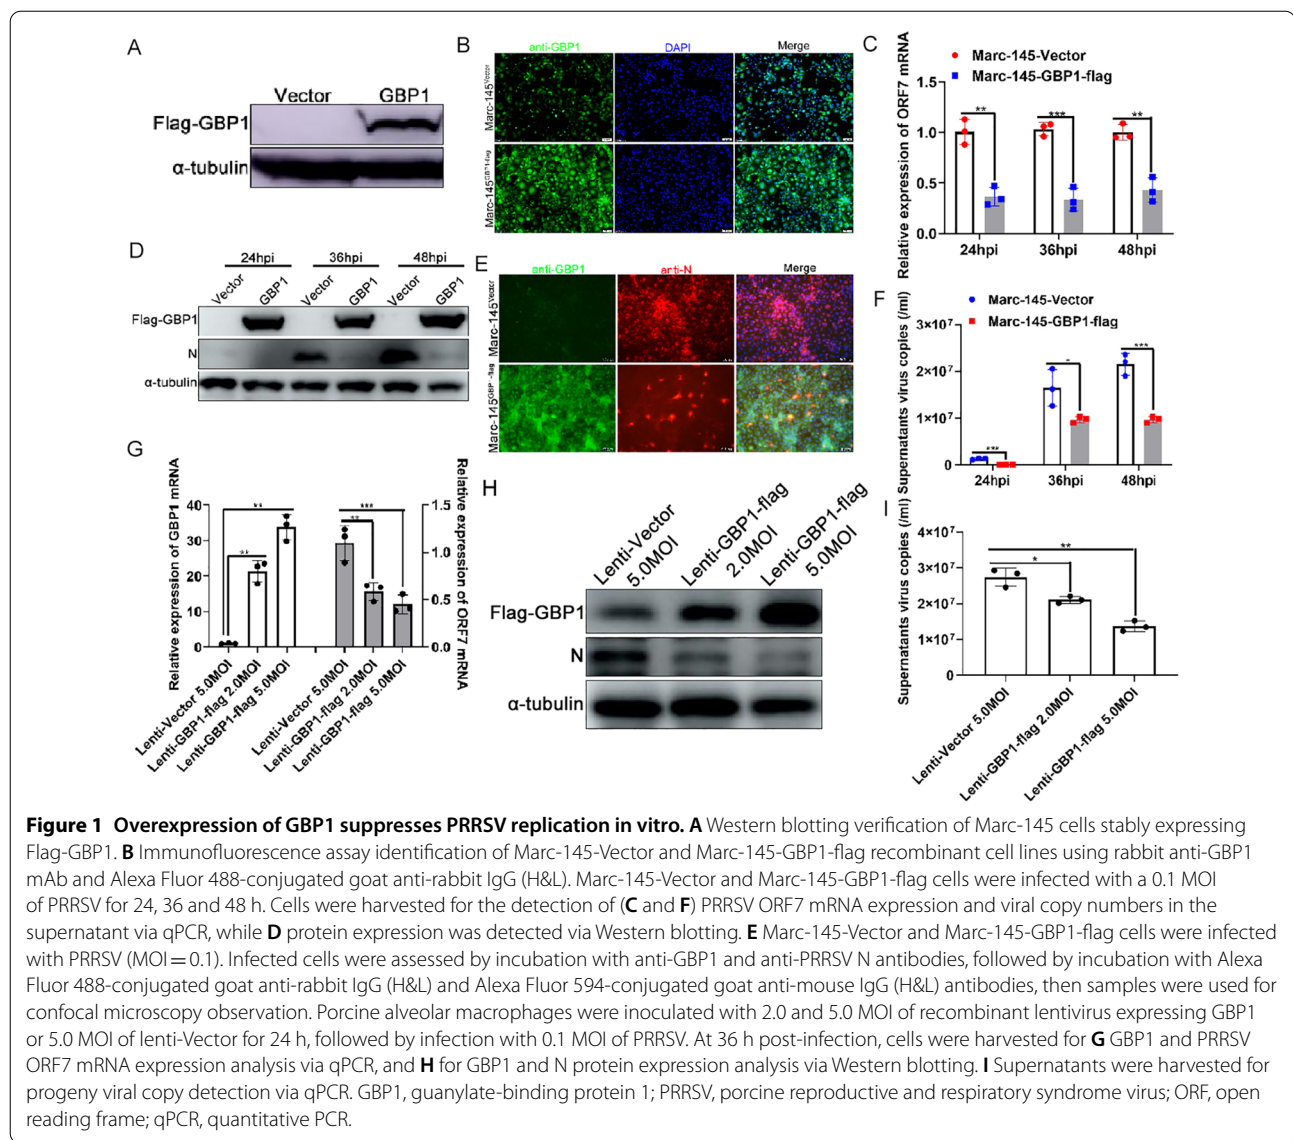 A
Vector GBP1
Flag-GBP1
α-tubulin
B
anti-GBP1 DAPI Merge
Marc-145Vector
Marc-145GBP1-flag
C
Marc-145-Vector
Marc-145-GBP1-flag
Relative expression of ORF7 mRNA
1.5
1.0
0.5
0.0
** *** **
24hpi 36hpi 48hpi
D
24hpi 36hpi 48hpi
Vector GBP1 Vector GBP1 Vector GBP1
Flag-GBP1
N
α-tubulin
E
anti-GBP1 anti-N Merge
Marc-145Vector
Marc-145GBP1-flag
F
Marc-145-Vector
Marc-145-GBP1-flag
Supernatants virus copies (/ml)
3×10⁷
2×10⁷
1×10⁷
0
*** * ***
24hpi 36hpi 48hpi
G
Relative expression of GBP1 mRNA
40
30
20
10
0
** ** ** ***
1.5
1.0
0.5
0.0
Relative expression of ORF7 mRNA
Lenti-Vector 5.0MOI
Lenti-GBP1-flag 2.0MOI
Lenti-GBP1-flag 5.0MOI
Lenti-Vector 5.0MOI
Lenti-GBP1-flag 2.0MOI
Lenti-GBP1-flag 5.0MOI
H
Lenti-Vector
5.0MOI
Lenti-GBP1-flag
2.0MOI
Lenti-GBP1-flag
5.0MOI
Flag-GBP1
N
α-tubulin
I
Supernatants virus copies (/ml)
4×10⁷
3×10⁷
2×10⁷
1×10⁷
0
**
*
Lenti-Vector 5.0MOI
Lenti-GBP1-flag 2.0MOI
Lenti-GBP1-flag 5.0MOI
Figure 1 Overexpression of GBP1 suppresses PRRSV replication in vitro. A Western blotting verification of Marc-145 cells stably expressing
Flag-GBP1. B Immunofluorescence assay identification of Marc-145-Vector and Marc-145-GBP1-flag recombinant cell lines using rabbit anti-GBP1
mAb and Alexa Fluor 488-conjugated goat anti-rabbit IgG (H&L). Marc-145-Vector and Marc-145-GBP1-flag cells were infected with a 0.1 MOI
of PRRSV for 24, 36 and 48 h. Cells were harvested for the detection of (C and F) PRRSV ORF7 mRNA expression and viral copy numbers in the
supernatant via qPCR, while D protein expression was detected via Western blotting. E Marc-145-Vector and Marc-145-GBP1-flag cells were infected
with PRRSV (MOI = 0.1). Infected cells were assessed by incubation with anti-GBP1 and anti-PRRSV N antibodies, followed by incubation with Alexa
Fluor 488-conjugated goat anti-rabbit IgG (H&L) and Alexa Fluor 594-conjugated goat anti-mouse IgG (H&L) antibodies, then samples were used for
confocal microscopy observation. Porcine alveolar macrophages were inoculated with 2.0 and 5.0 MOI of recombinant lentivirus expressing GBP1
or 5.0 MOI of lenti-Vector for 24 h, followed by infection with 0.1 MOI of PRRSV. At 36 h post-infection, cells were harvested for G GBP1 and PRRSV
ORF7 mRNA expression analysis via qPCR, and H for GBP1 and N protein expression analysis via Western blotting. I Supernatants were harvested for
progeny viral copy detection via qPCR. GBP1, guanylate-binding protein 1; PRRSV, porcine reproductive and respiratory syndrome virus; ORF, open
reading frame; qPCR, quantitative PCR.